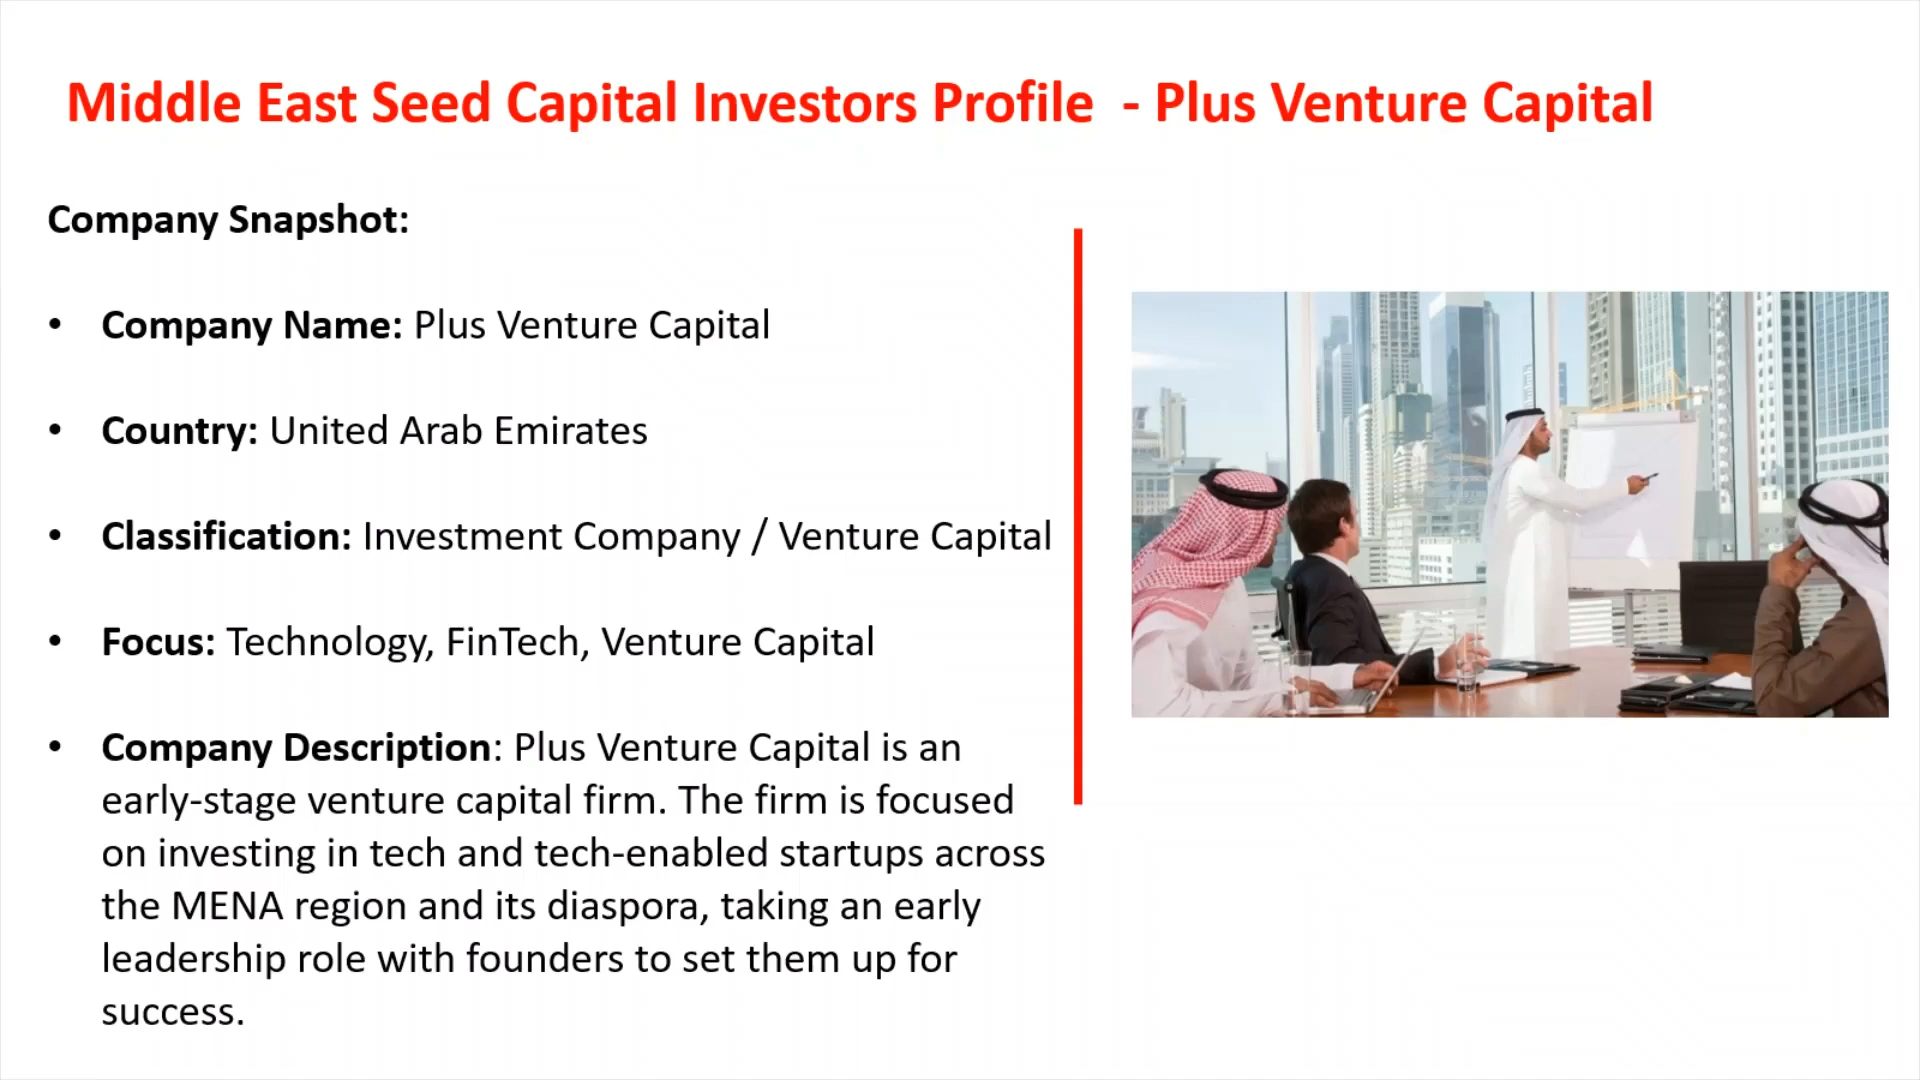 Middle East Seed Capital Investors Profile  - Plus Venture Capital
Company Snapshot:
• Company Name: Plus Venture Capital
• Country: United Arab Emirates
• Classification: Investment Company / Venture Capital
• Focus: Technology, FinTech, Venture Capital
• Company Description: Plus Venture Capital is an
early-stage venture capital firm. The firm is focused
on investing in tech and tech-enabled startups across
the MENA region and its diaspora, taking an early
leadership role with founders to set them up for
success.